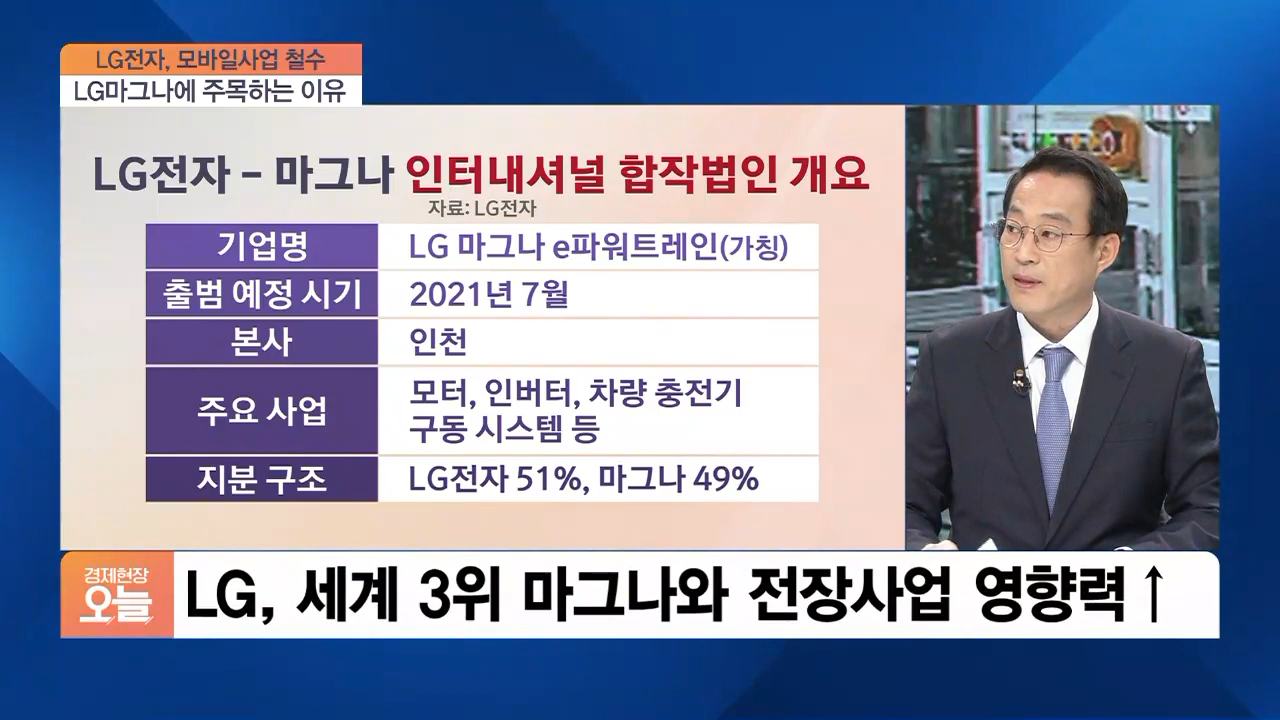 LG전자, 모바일사업 철수
LG마그나에 주목하는 이유
LG전자 - 마그나 인터내셔널 합작법인 개요
자료: LG전자
기업명 LG 마그나 e파워트레인(가칭)
출범 예정 시기 2021년 7월
본사 인천
주요 사업 모터, 인버터, 차량 충전기
구동 시스템 등
지분 구조 LG전자 51%, 마그나 49%
경제현장
오늘
LG, 세계 3위 마그나와 전장사업 영향력↑